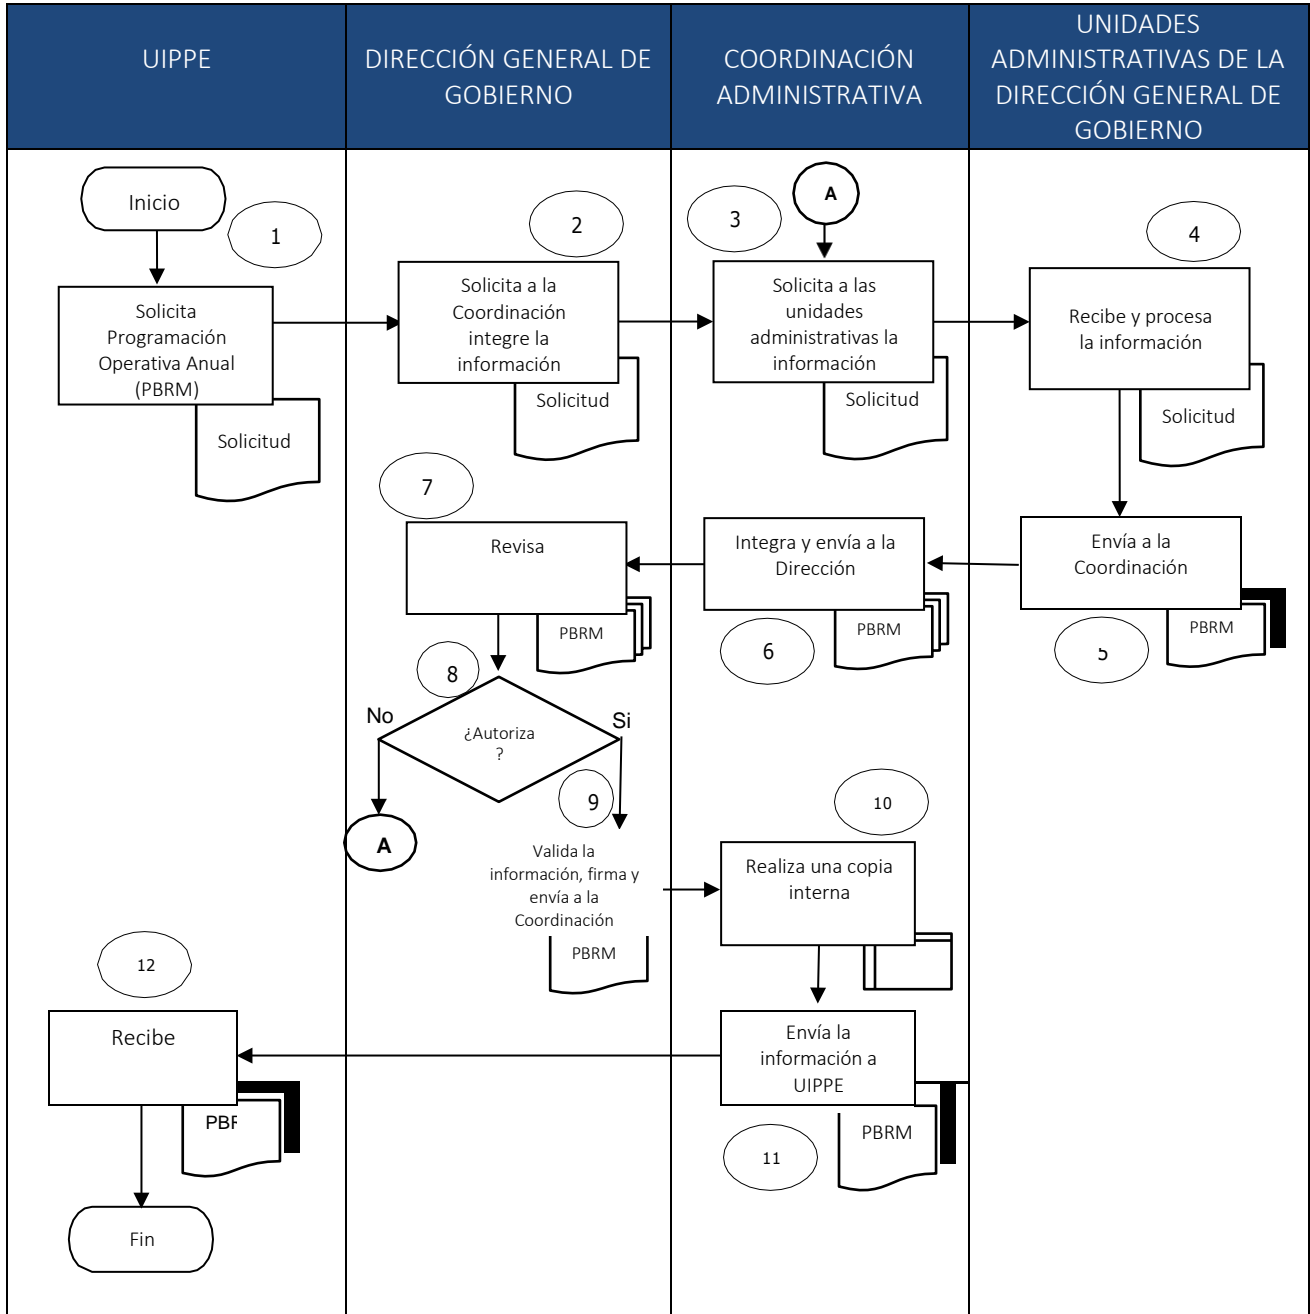 UIPPE
DIRECCIÓN GENERAL DE
GOBIERNO
COORDINACIÓN
ADMINISTRATIVA
UNIDADES
ADMINISTRATIVAS DE LA
DIRECCIÓN GENERAL DE
GOBIERNO
Inicio
1
Solicita
Programación
Operativa Anual
(PBRM)
Solicitud
2
Solicita a la
Coordinación
integre la
información
Solicitud
A
3
Solicita a las
unidades
administrativas la
información
Solicitud
4
Recibe y procesa
la información
Solicitud
Envía a la
Coordinación
PBRM
5
Integra y envía a la
Dirección
PBRM
6
7
Revisa
PBRM
8
No
¿Autoriza
?
Si
A
9
Valida la
información, firma y
envía a la
Coordinación
PBRM
10
Realiza una copia
interna
Envía la
información a
UIPPE
PBRM
11
12
Recibe
Fin